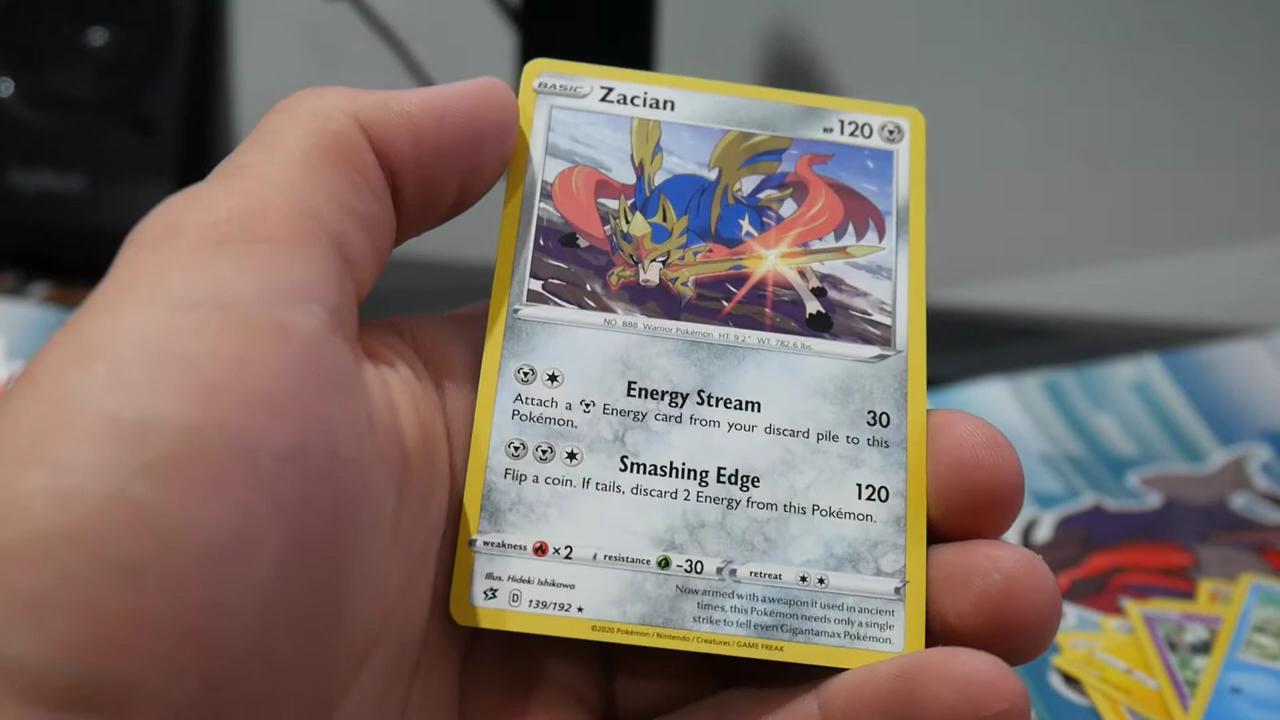 BASIC Zacian HP 120
NO. 888 Warrior Pokémon HT: 9'2" WT: 782.6 lbs.
Energy Stream 30
Attach a Energy card from your discard pile to this
Pokémon.
Smashing Edge 120
Flip a coin. If tails, discard 2 Energy from this Pokémon.
weakness ×2 resistance -30 retreat
Illus. Hideki Ishikawa
Now armed with a weapon it used in ancient
times, this Pokémon needs only a single
strike to fell even Gigantamax Pokémon.
D 139/192 ★
©2020 Pokémon / Nintendo / Creatures / GAME FREAK